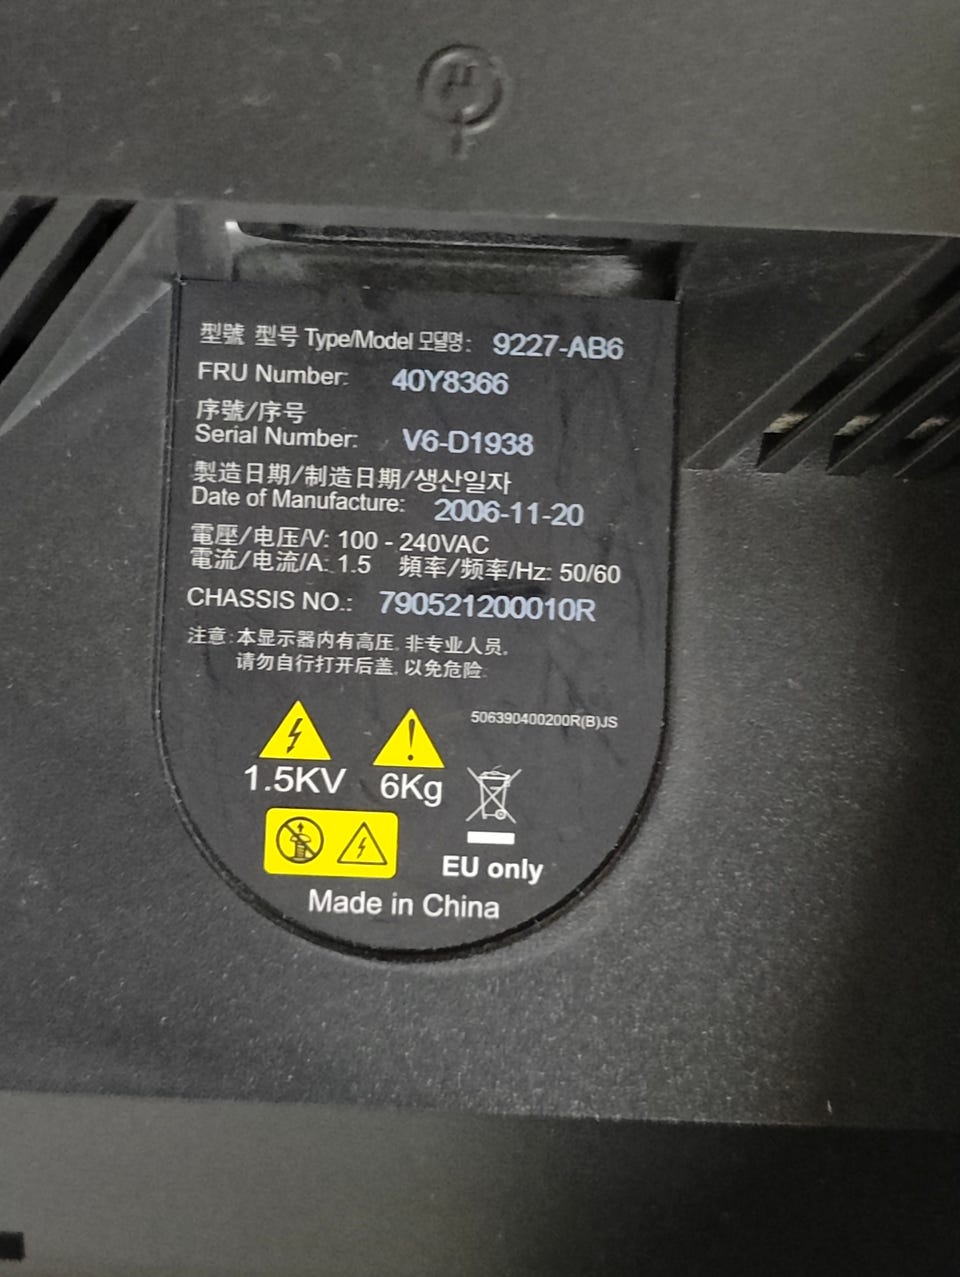 型號 型号 Type/Model 모델명: 9227-AB6
FRU Number: 40Y8366
序號/序号
Serial Number: V6-D1938
製造日期/制造日期/생산일자
Date of Manufacture: 2006-11-20
電壓/电压/V: 100 - 240VAC
電流/电流/A: 1.5 頻率/频率/Hz: 50/60
CHASSIS NO.: 790521200010R
注意:本显示器内有高压,非专业人员,
请勿自行打开后盖,以免危险.
506390400200R(B)JS
1.5KV 6Kg
EU only
Made in China